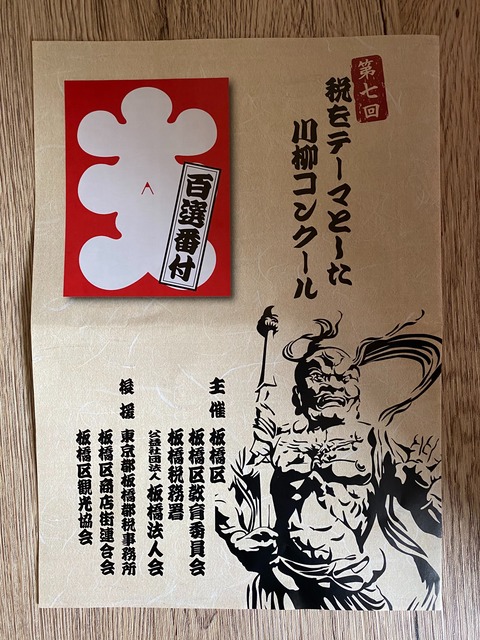 第七回
税をテーマとした
川柳コンクール
百選番付
主催
板橋区
板橋区教育委員会
板橋税務署
公益社団法人 板橋法人会
後援
東京都板橋都税事務所
板橋区商店街連合会
板橋区観光協会